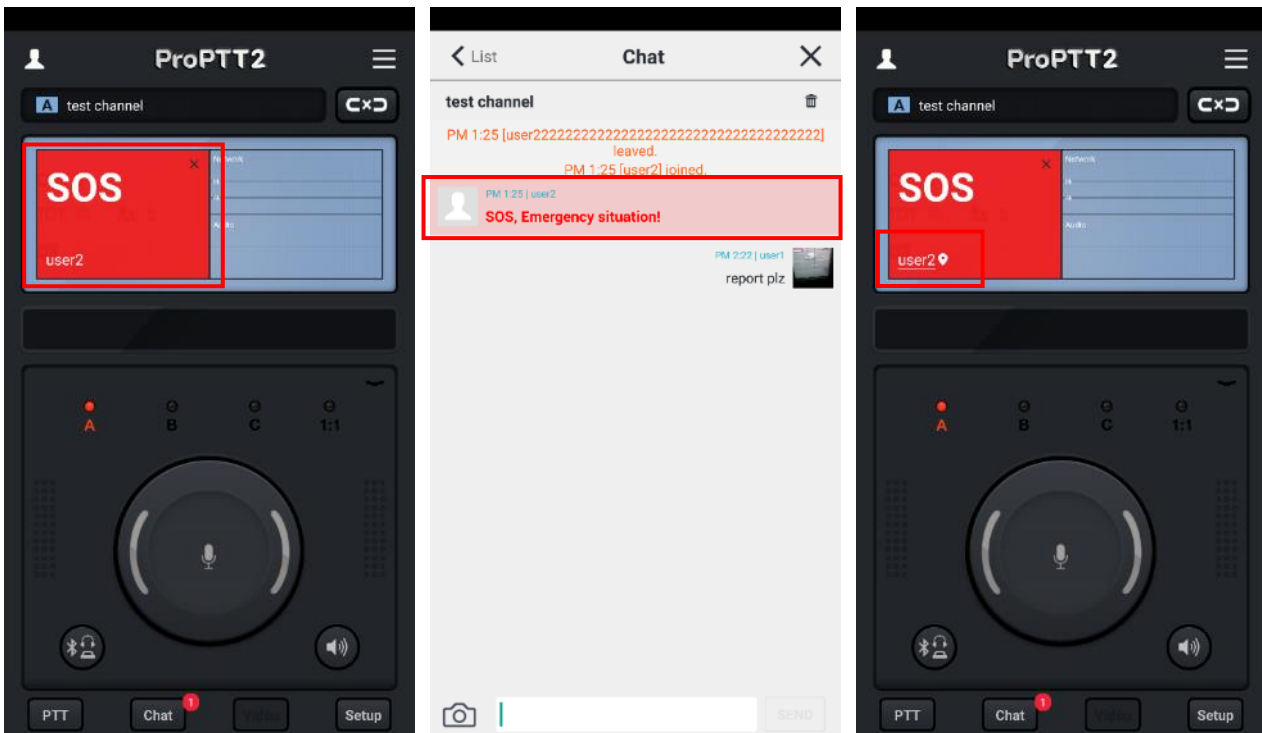 ProPTT2
A test channel
SOS
×
Network
Audio
user2
A
B
C
1:1
1
PTT
Chat
Video
Setup
List
Chat
test channel
PM 1:25 [user2222222222222222222222222222222222222]
leaved.
PM 1:25 [user2] joined.
PM 1:25 | user2
SOS, Emergency situation!
PM 2:22 | user1
report plz
SEND
ProPTT2
A test channel
SOS
×
Network
Audio
user2
A
B
C
1:1
1
PTT
Chat
Video
Setup